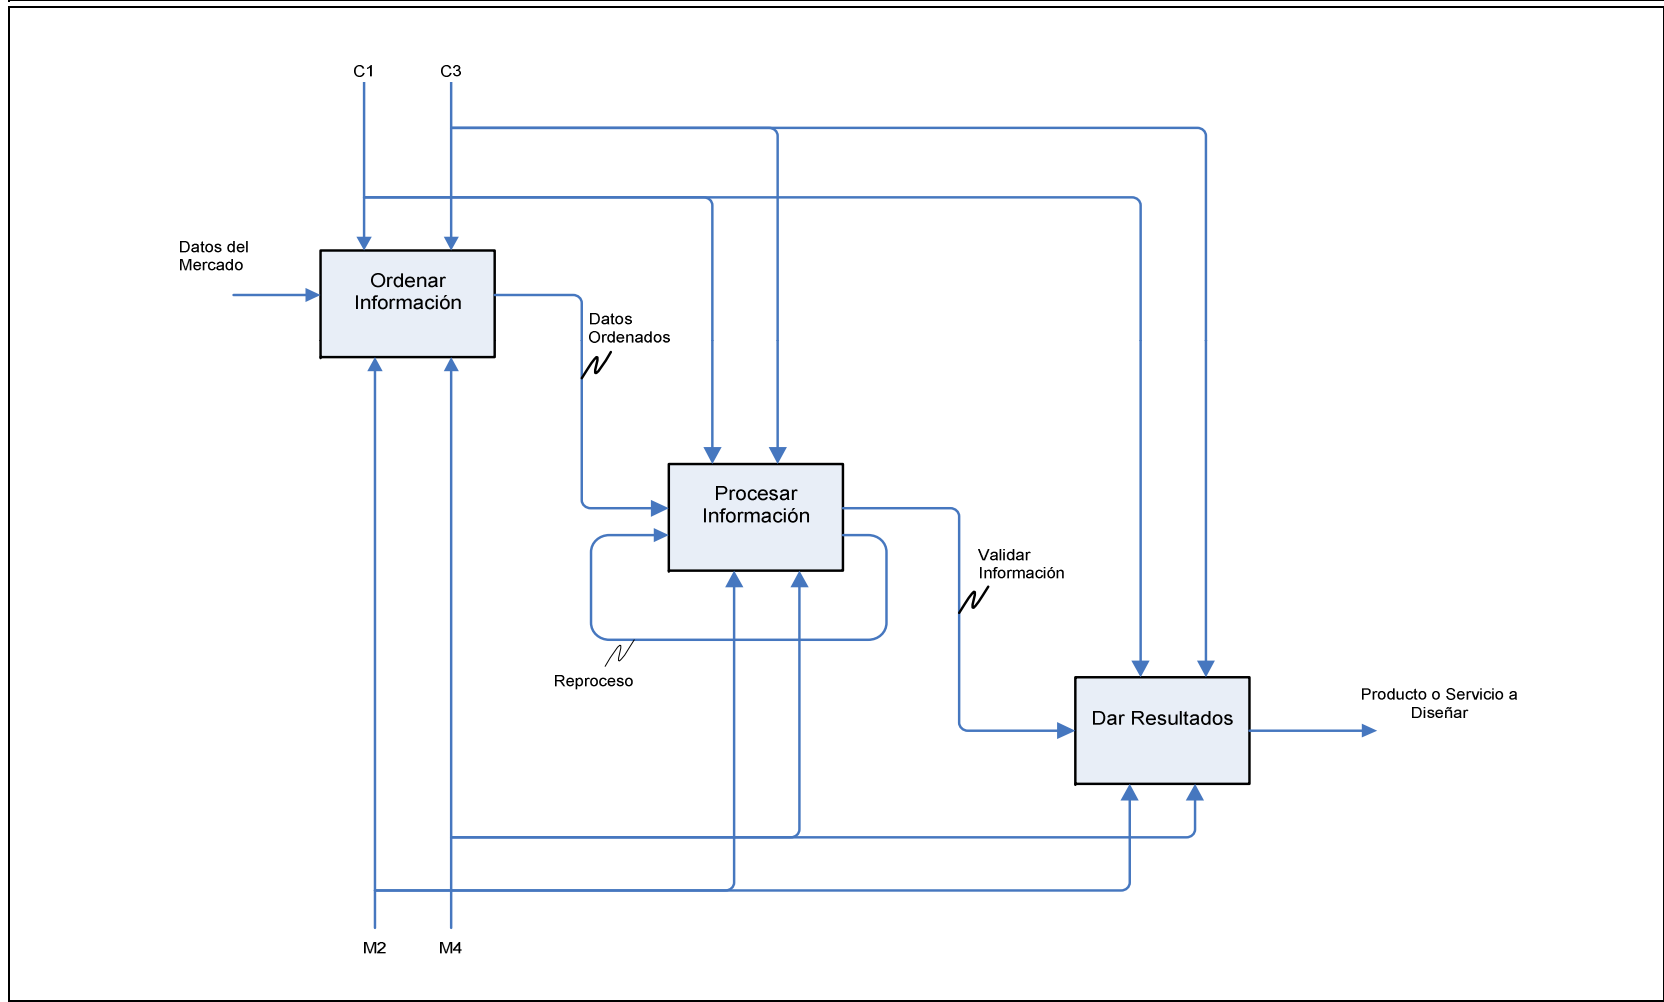 C1
C3
Datos del
Mercado
Ordenar
Información
Datos
Ordenados
Procesar
Información
Validar
Información
Reproceso
Dar Resultados
Producto o Servicio a
Diseñar
M2
M4